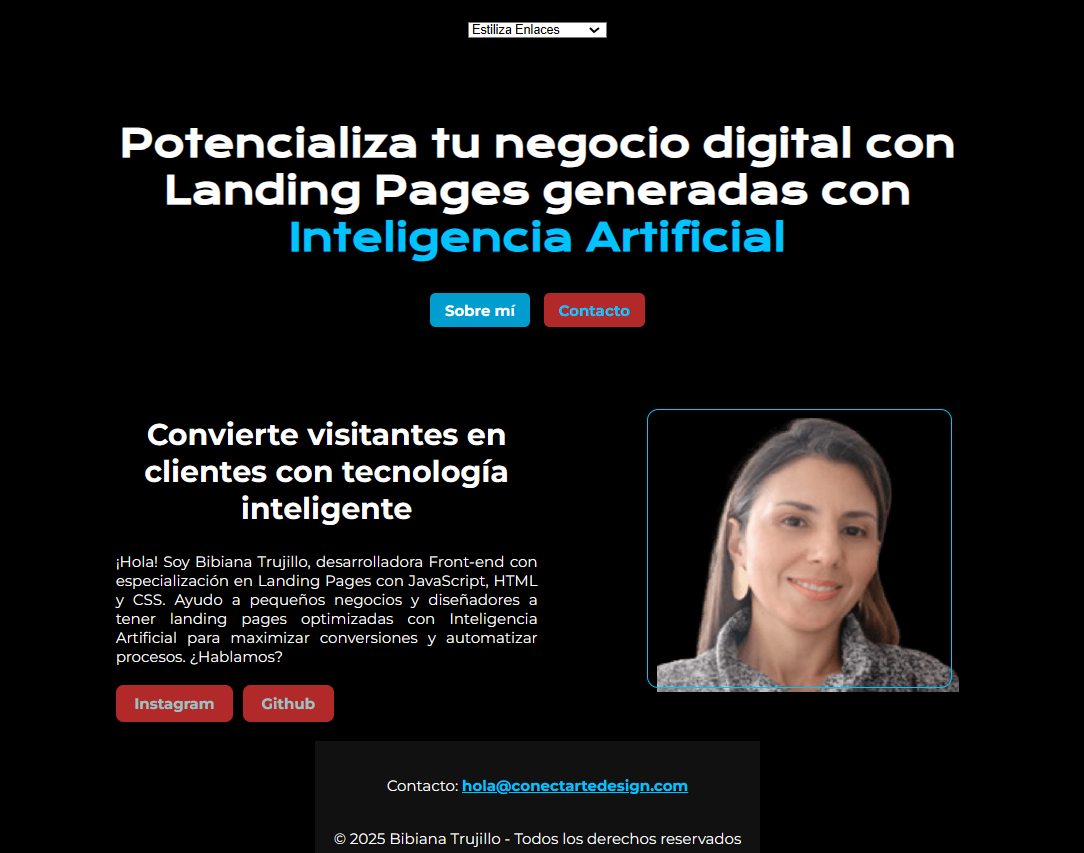 Estiliza Enlaces
Potencializa tu negocio digital con
Landing Pages generadas con
Inteligencia Artificial
Sobre mí
Contacto
Convierte visitantes en
clientes con tecnología
inteligente
¡Hola! Soy Bibiana Trujillo, desarrolladora Front-end con
especialización en Landing Pages con JavaScript, HTML
y CSS. Ayudo a pequeños negocios y diseñadores a
tener landing pages optimizadas con Inteligencia
Artificial para maximizar conversiones y automatizar
procesos. ¿Hablamos?
Instagram
Github
Contacto: hola@conectartedesign.com
© 2025 Bibiana Trujillo - Todos los derechos reservados